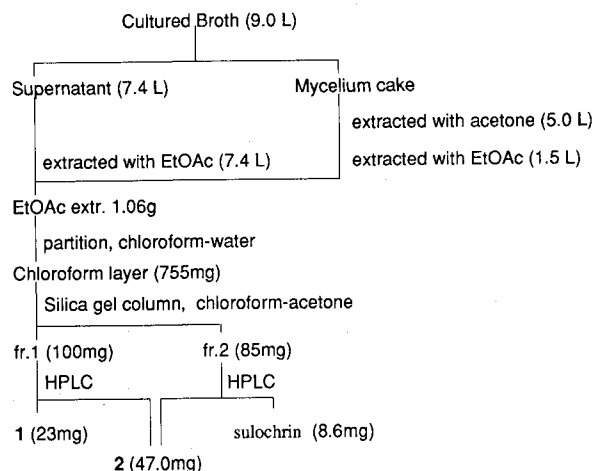 Cultured Broth (9.0 L)
Supernatant (7.4 L) Mycelium cake
extracted with acetone (5.0 L)
extracted with EtOAc (7.4 L) extracted with EtOAc (1.5 L)
EtOAc extr. 1.06g
partition, chloroform-water
Chloroform layer (755mg)
Silica gel column, chloroform-acetone
fr.1 (100mg) fr.2 (85mg)
HPLC HPLC
1 (23mg) sulochrin (8.6mg)
2 (47.0mg)